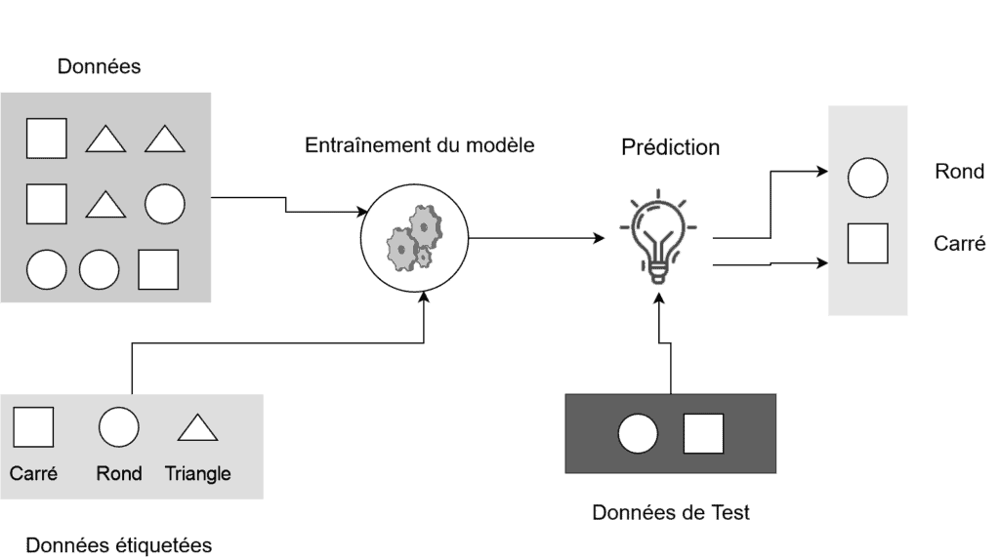 Données
Entraînement du modèle
Prédiction
Rond
Carré
Carré
Rond
Triangle
Données de Test
Données étiquetées